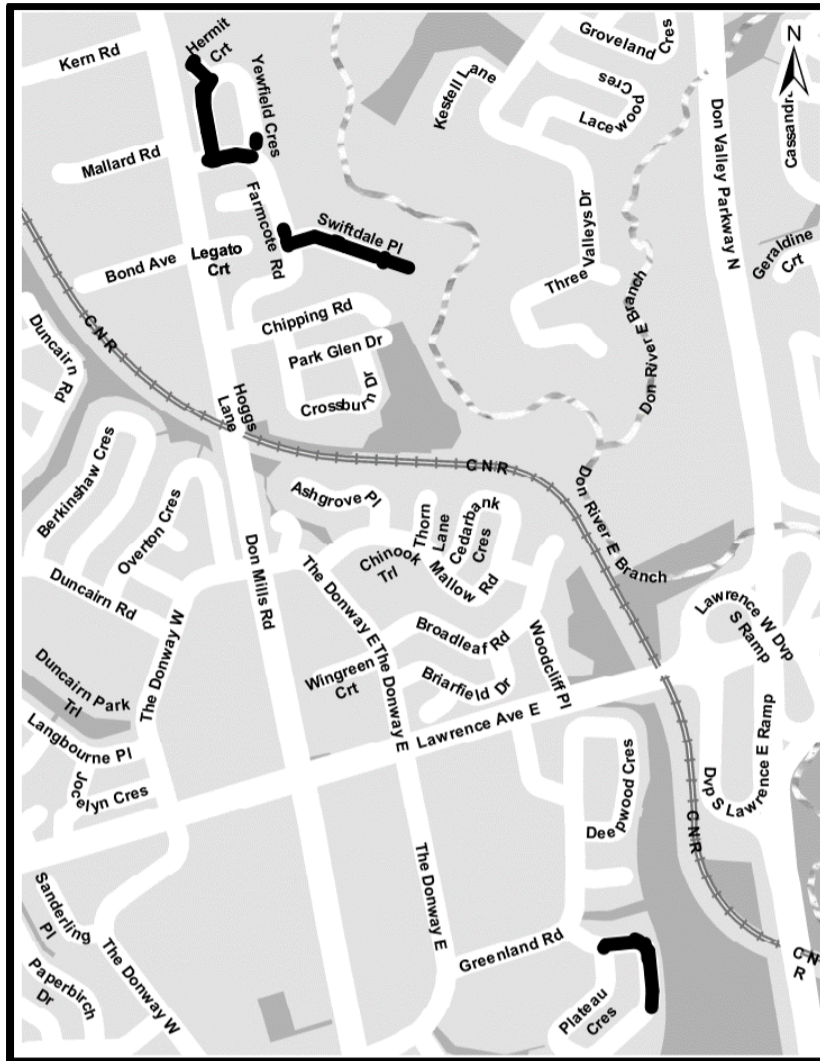 Kern Rd
Hermit
Crt
Yewfield Cres
Groveland
Cres
N
Kestell Lane
Cres
Lacewood
Don Valley Parkway N
Cassandra
Mallard Rd
Farmcote Rd
Swiftdale Pl
Three Valleys Dr
Geraldine
Crt
Bond Ave
Legato
Crt
Don River E Branch
CNR
Chipping Rd
Park Glen Dr
Duncairn
Rd
Crossburn Dr
Hoggs
Lane
CNR
Berkinshaw Cres
Overton Cres
Ashgrove Pl
Thorn
Lane
Cedarbank
Cres
Don River E Branch
Chinook
Trl
Mallow Rd
Don Mills Rd
The Donway E
Duncairn Rd
The Donway W
Broadleaf Rd
Woodcliff Pl
Lawrence W Dvp
S Ramp
Wingreen
Crt
The Donway E
Briarfield Dr
Duncairn Park
Trl
Lawrence Ave E
Langbourne Pl
Jocelyn Cres
Deepwood Cres
Dvp S Lawrence E Ramp
CNR
The Donway E
Sanderling
Pl
The Donway W
Greenland Rd
CN
R
Paperbirch
Dr
Plateau
Cres